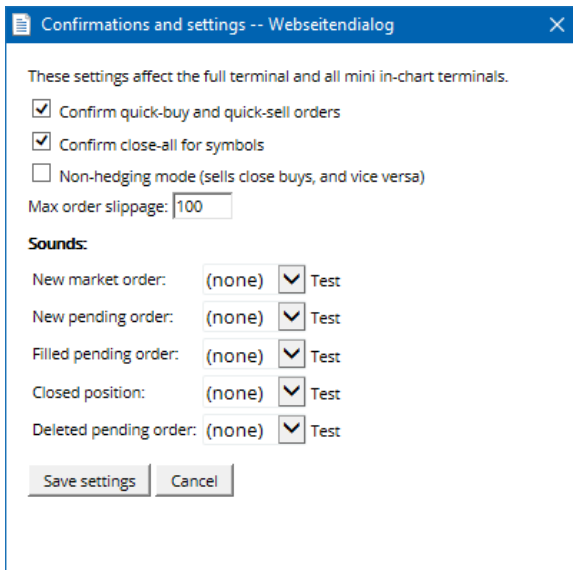 Confirmations and settings -- Webseitendialog
These settings affect the full terminal and all mini in-chart terminals.
Confirm quick-buy and quick-sell orders
Confirm close-all for symbols
Non-hedging mode (sells close buys, and vice versa)
Max order slippage: 100
Sounds:
New market order: (none) Test
New pending order: (none) Test
Filled pending order: (none) Test
Closed position: (none) Test
Deleted pending order: (none) Test
Save settings Cancel